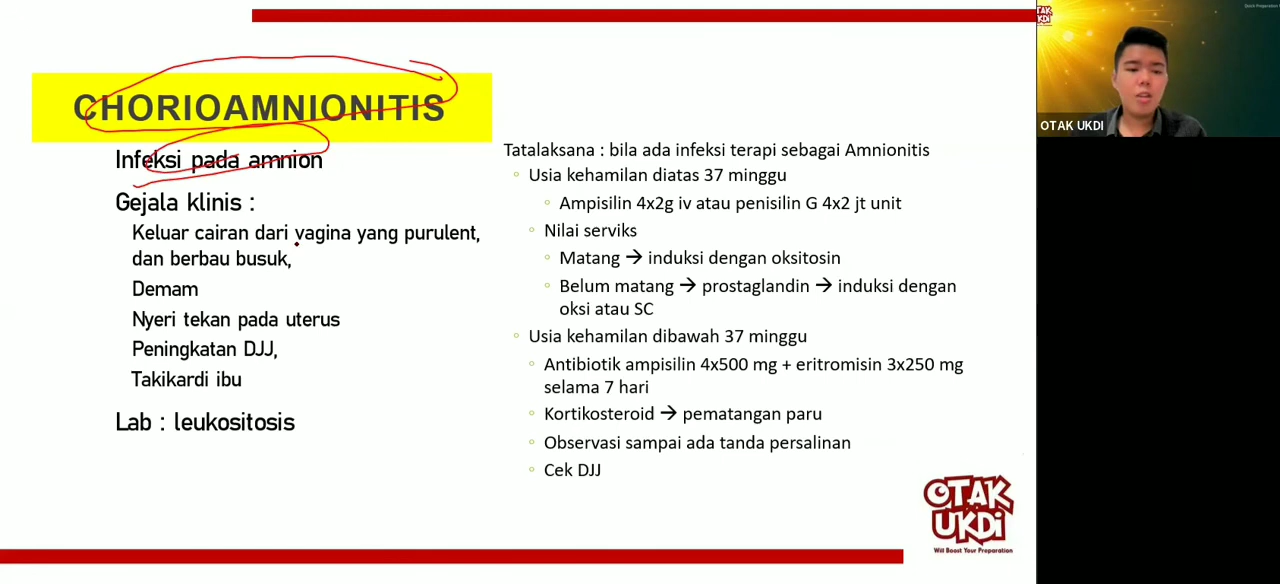 CHORIOAMNIONITIS
Infeksi pada amnion
Gejala klinis :
Keluar cairan dari vagina yang purulent,
dan berbau busuk,
Demam
Nyeri tekan pada uterus
Peningkatan DJJ,
Takikardi ibu
Lab : leukositosis
Tatalaksana : bila ada infeksi terapi sebagai Amnionitis
Usia kehamilan diatas 37 minggu
Ampisilin 4x2g iv atau penisilin G 4x2 jt unit
Nilai serviks
Matang → induksi dengan oksitosin
Belum matang → prostaglandin → induksi dengan
oksi atau SC
Usia kehamilan dibawah 37 minggu
Antibiotik ampisilin 4x500 mg + eritromisin 3x250 mg
selama 7 hari
Kortikosteroid → pematangan paru
Observasi sampai ada tanda persalinan
Cek DJJ
OTAK
UKDI
Will Boost Your Preparation
OTAK
UKDI
OTAK UKDI